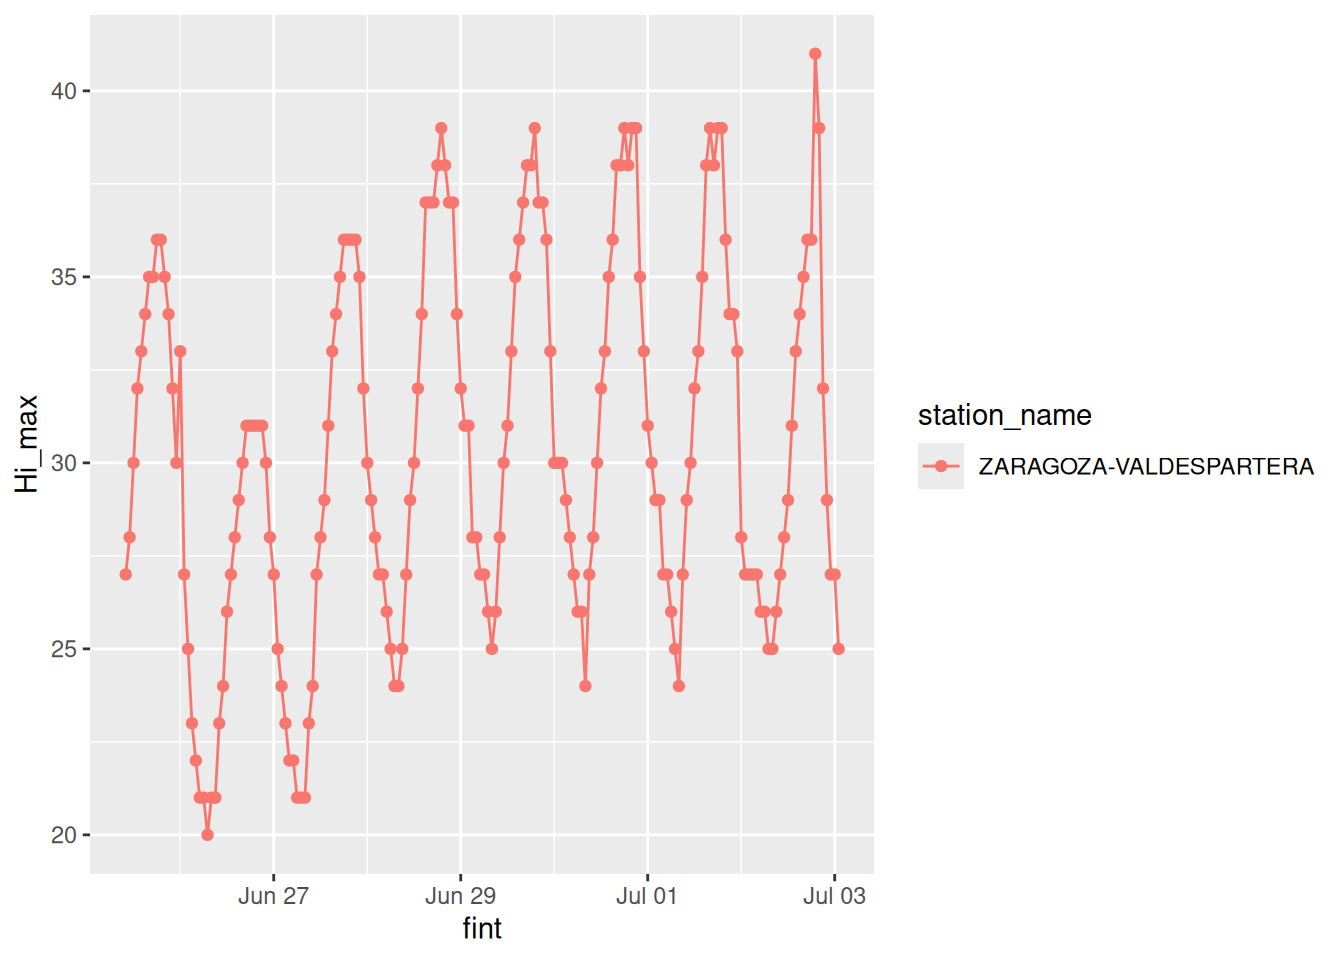 Hi_max
40
35
30
25
20
Jun 27
Jun 29
Jul 01
Jul 03
fint
station_name
ZARAGOZA-VALDESPARTERA